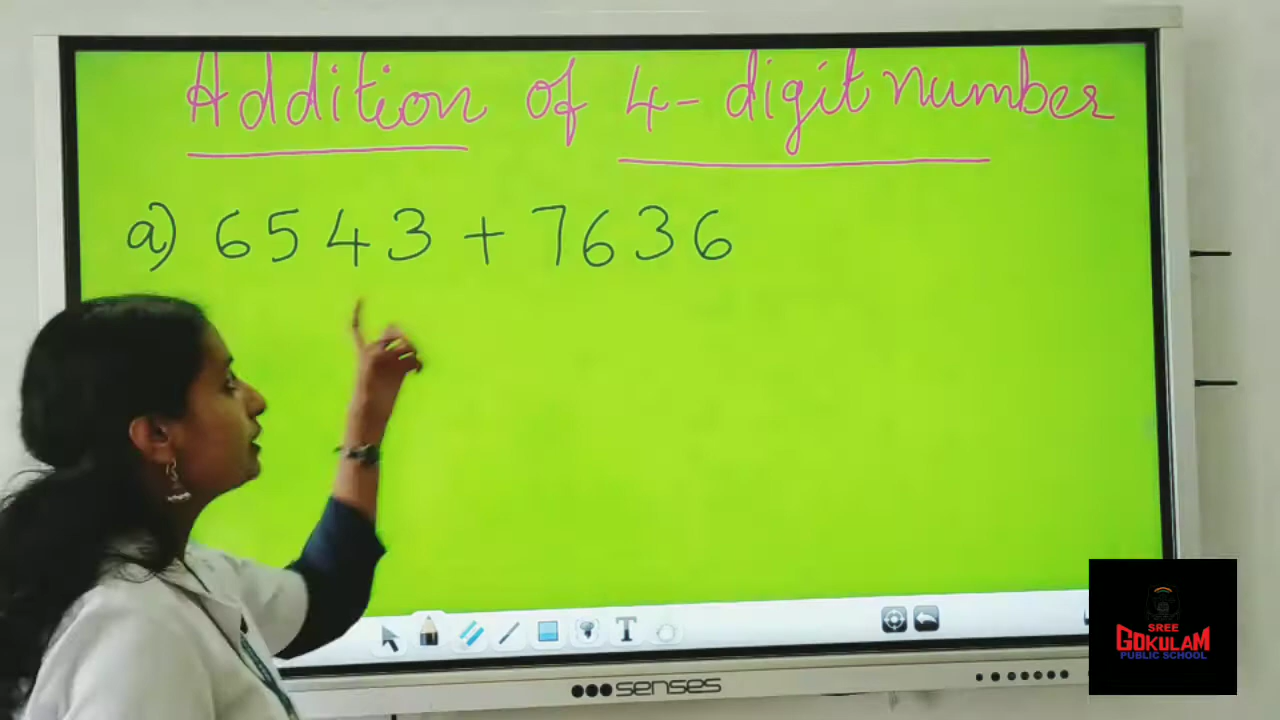 Addition of 4-digit number
a) 6543 + 7636
T
senses
SREE
GOKULAM
PUBLIC SCHOOL